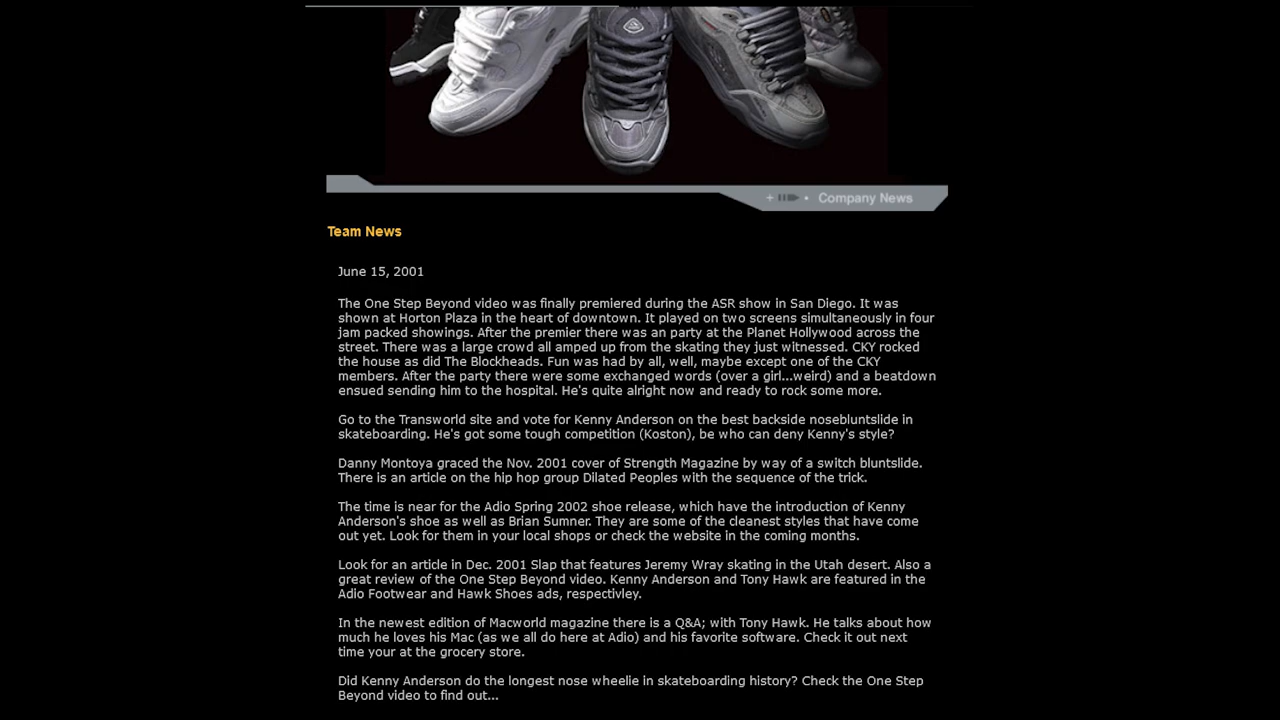 Company News
Team News
June 15, 2001
The One Step Beyond video was finally premiered during the ASR show in San Diego. It was
shown at Horton Plaza in the heart of downtown. It played on two screens simultaneously in four
jam packed showings. After the premier there was an party at the Planet Hollywood across the
street. There was a large crowd all amped up from the skating they just witnessed. CKY rocked
the house as did The Blockheads. Fun was had by all, well, maybe except one of the CKY
members. After the party there were some exchanged words (over a girl...weird) and a beatdown
ensued sending him to the hospital. He's quite alright now and ready to rock some more.
Go to the Transworld site and vote for Kenny Anderson on the best backside nosebluntslide in
skateboarding. He's got some tough competition (Koston), be who can deny Kenny's style?
Danny Montoya graced the Nov. 2001 cover of Strength Magazine by way of a switch bluntslide.
There is an article on the hip hop group Dilated Peoples with the sequence of the trick.
The time is near for the Adio Spring 2002 shoe release, which have the introduction of Kenny
Anderson's shoe as well as Brian Sumner. They are some of the cleanest styles that have come
out yet. Look for them in your local shops or check the website in the coming months.
Look for an article in Dec. 2001 Slap that features Jeremy Wray skating in the Utah desert. Also a
great review of the One Step Beyond video. Kenny Anderson and Tony Hawk are featured in the
Adio Footwear and Hawk Shoes ads, respectivley.
In the newest edition of Macworld magazine there is a Q&A; with Tony Hawk. He talks about how
much he loves his Mac (as we all do here at Adio) and his favorite software. Check it out next
time your at the grocery store.
Did Kenny Anderson do the longest nose wheelie in skateboarding history? Check the One Step
Beyond video to find out...